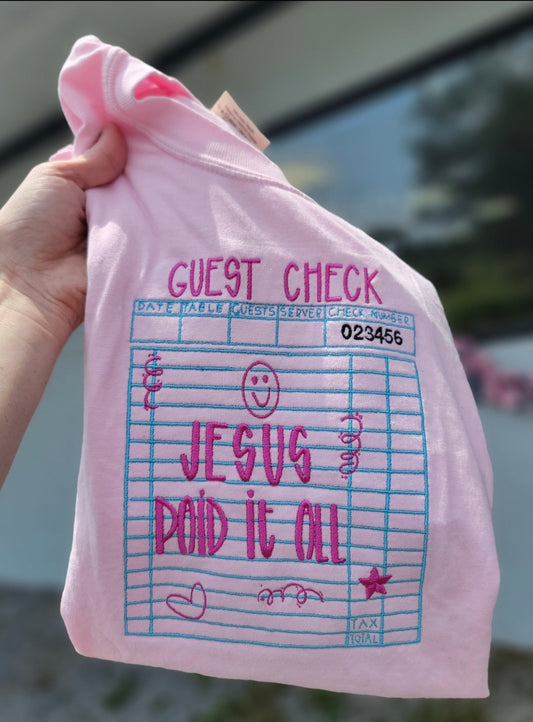 GUEST CHECK
DATE TABLE GUESTS SERVER CHECK NUMBER
023456
JESUS
PAID IT ALL
TAX
TOTAL